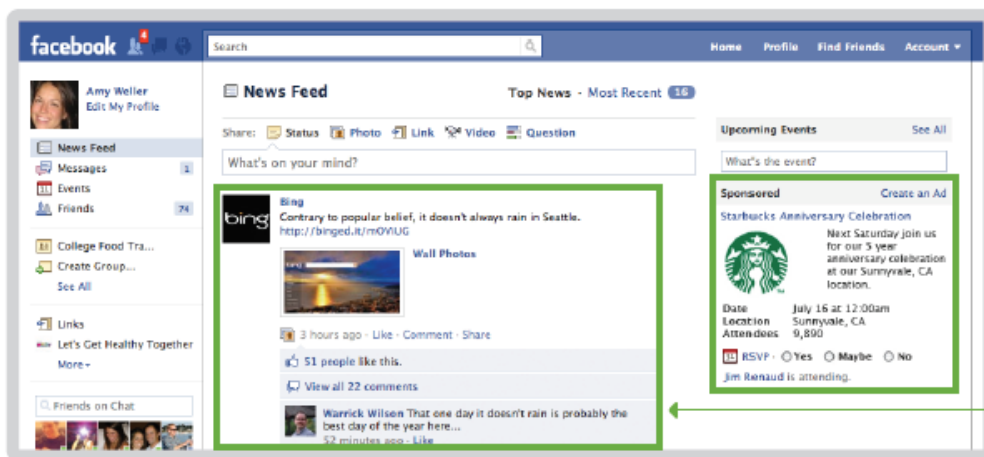 facebook 4 Search Home Profile Find Friends Account
Amy Weller
Edit My Profile
News Feed
Messages 1
31 Events
Friends 74
College Food Tra...
Create Group...
See All
Links
Let's Get Healthy Together
More
Friends on Chat
News Feed Top News · Most Recent 16
Share: Status Photo Link Video Question
What's on your mind?
bing
Bing
Contrary to popular belief, it doesn't always rain in Seattle.
Wall Photos
3 hours ago · Like · Comment · Share
51 people like this.
View all 22 comments
Warrick Wilson That one day it doesn't rain is probably the
best day of the year here...
52 minutes ago · Like
Upcoming Events See All
What's the event?
Sponsored Create an Ad
Starbucks Anniversary Celebration
Next Saturday join us
for our 5 year
anniversary celebration
at our Sunnyvale, CA
location.
Date July 16 at 12:00am
Location Sunnyvale, CA
Attendees 9,890
31 RSVP · Yes Maybe No
Jim Renaud is attending.